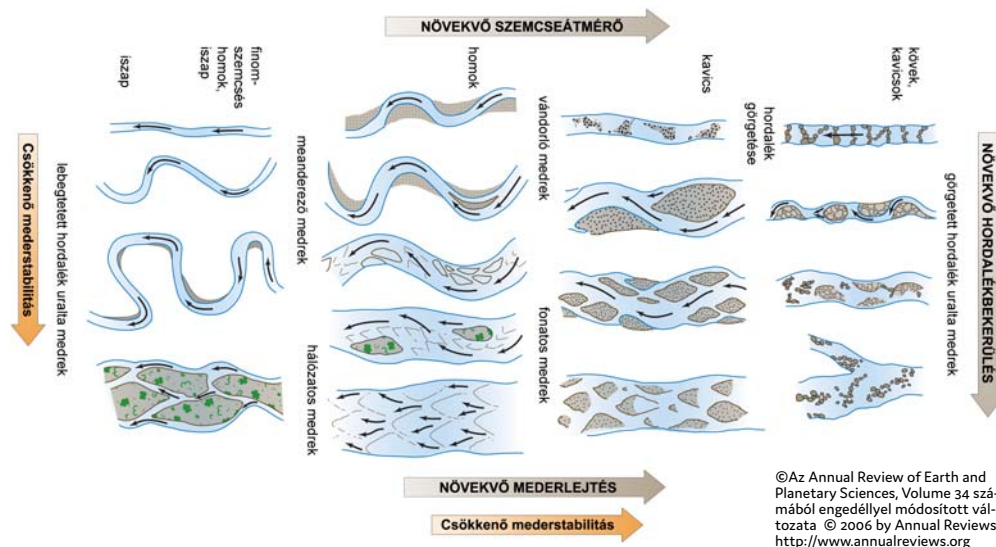 NÖVEKVŐ SZEMCSEÁTMÉRŐ
iszap
finom-
szemcsés
homok,
iszap
homok
kavics
kövek,
kavicsok
Csökkenő mederstabilitás
lebegtetett hordalék uralta medrek
meanderező medrek
vándorló medrek
hordalék
görgetése
görgetett hordalék uralta medrek
NÖVEKVŐ HORDALÉKBEKERÜLÉS
hálózatos medrek
fonatos medrek
NÖVEKVŐ MEDERLEJTÉS
Csökkenő mederstabilitás
©Az Annual Review of Earth and
Planetary Sciences, Volume 34 szá-
mából engedéllyel módosított vál-
tozata © 2006 by Annual Reviews
http://www.annualreviews.org